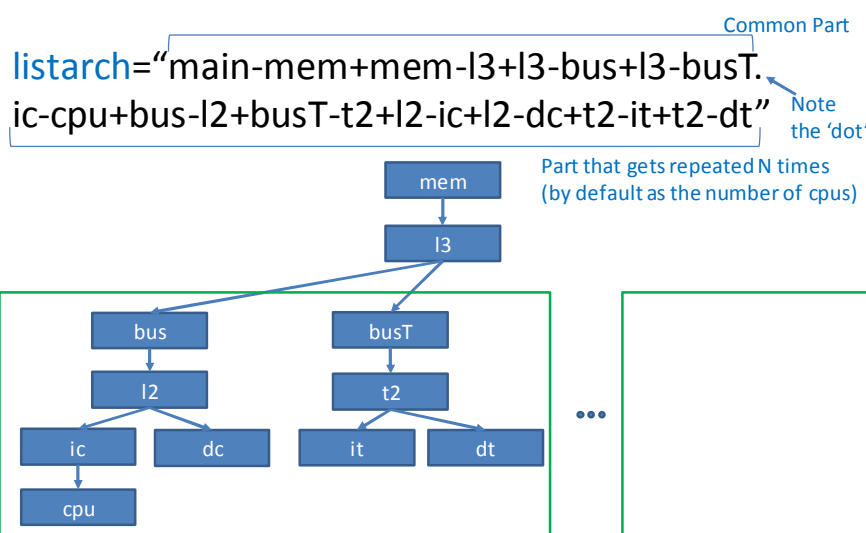 Common Part
listarch=“main-mem+mem-l3+l3-bus+l3-busT.
ic-cpu+bus-l2+busT-t2+l2-ic+l2-dc+t2-it+t2-dt”
Note
the ‘dot’
Part that gets repeated N times
(by default as the number of cpus)
mem
l3
bus busT
l2 t2
ic dc it dt
cpu